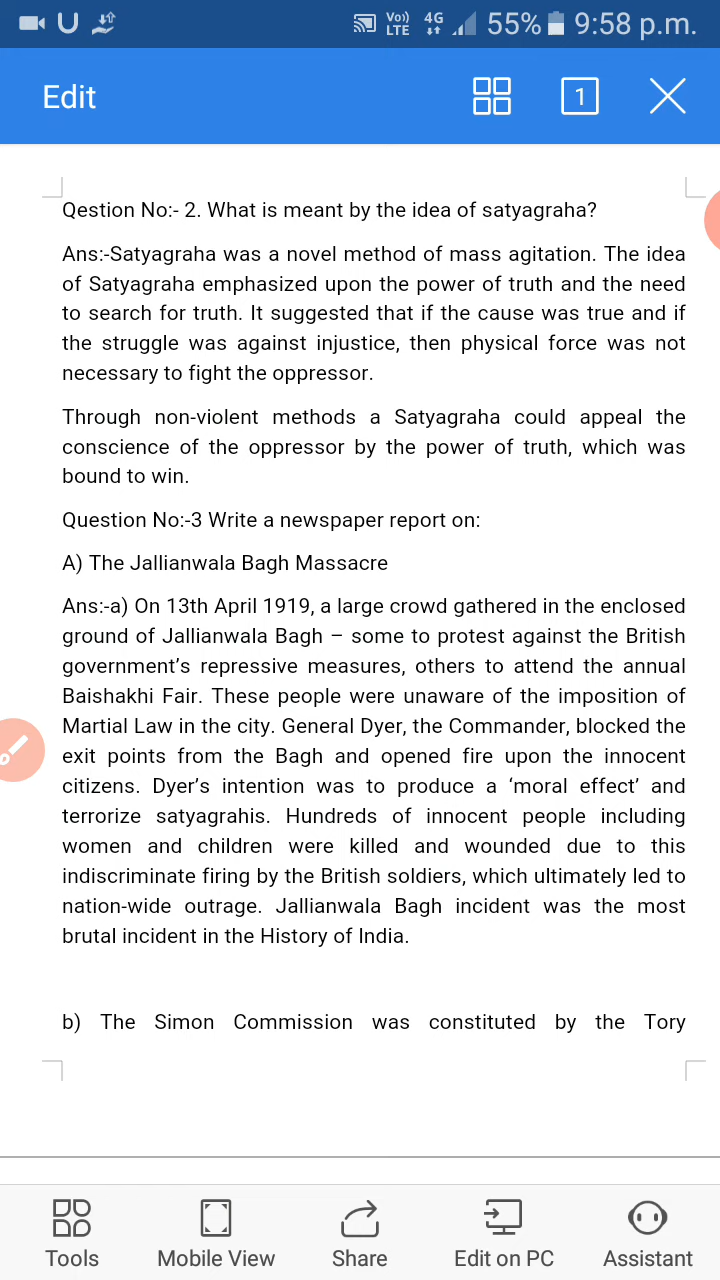 Vo)) LTE 4G 55% 9:58 p.m.
Edit 1
Qestion No:- 2. What is meant by the idea of satyagraha?
Ans:-Satyagraha was a novel method of mass agitation. The idea
of Satyagraha emphasized upon the power of truth and the need
to search for truth. It suggested that if the cause was true and if
the struggle was against injustice, then physical force was not
necessary to fight the oppressor.
Through non-violent methods a Satyagraha could appeal the
conscience of the oppressor by the power of truth, which was
bound to win.
Question No:-3 Write a newspaper report on:
A) The Jallianwala Bagh Massacre
Ans:-a) On 13th April 1919, a large crowd gathered in the enclosed
ground of Jallianwala Bagh – some to protest against the British
government’s repressive measures, others to attend the annual
Baishakhi Fair. These people were unaware of the imposition of
Martial Law in the city. General Dyer, the Commander, blocked the
exit points from the Bagh and opened fire upon the innocent
citizens. Dyer’s intention was to produce a ‘moral effect’ and
terrorize satyagrahis. Hundreds of innocent people including
women and children were killed and wounded due to this
indiscriminate firing by the British soldiers, which ultimately led to
nation-wide outrage. Jallianwala Bagh incident was the most
brutal incident in the History of India.
b) The Simon Commission was constituted by the Tory
Tools Mobile View Share Edit on PC Assistant